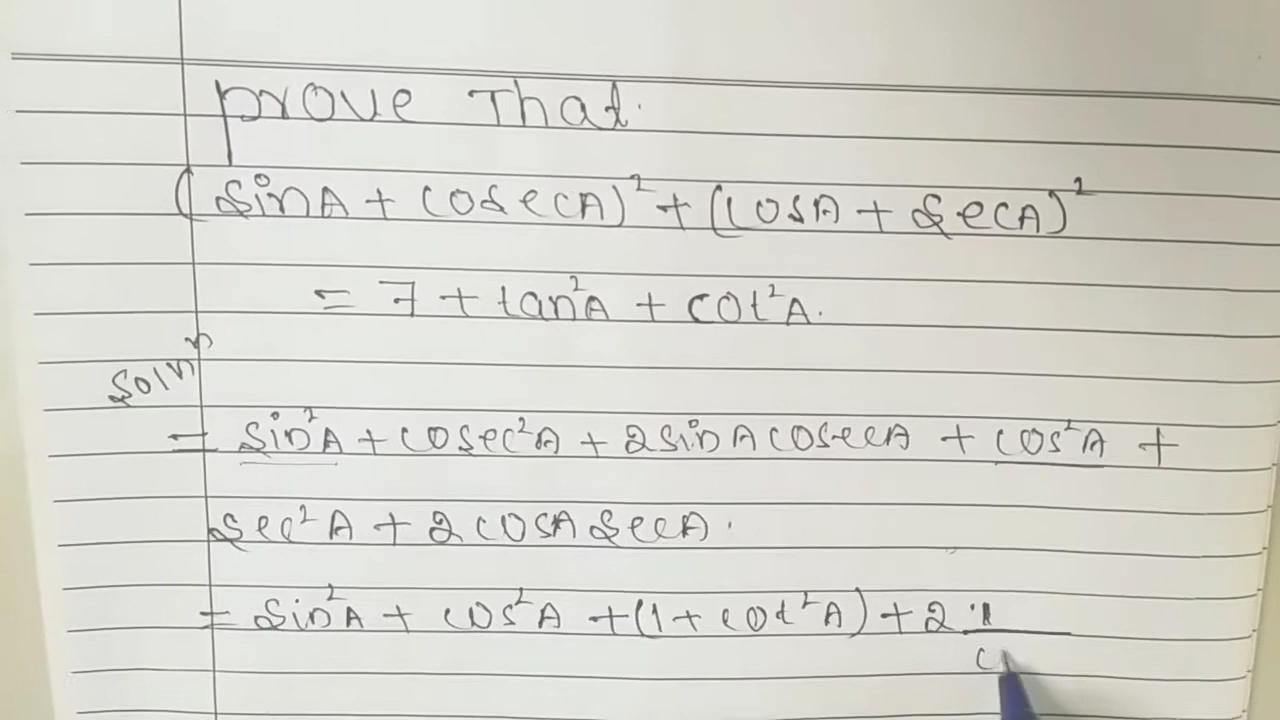 Prove That.
(sinA + cosecA)² + (cosA + secA)²
= 7 + tan²A + cot²A.
Soln
= sin²A + cosec²A + 2sinA cosecA + cos²A +
sec²A + 2cosA secA.
= sin²A + cos²A + (1 + cot²A) + 2 · 1
c